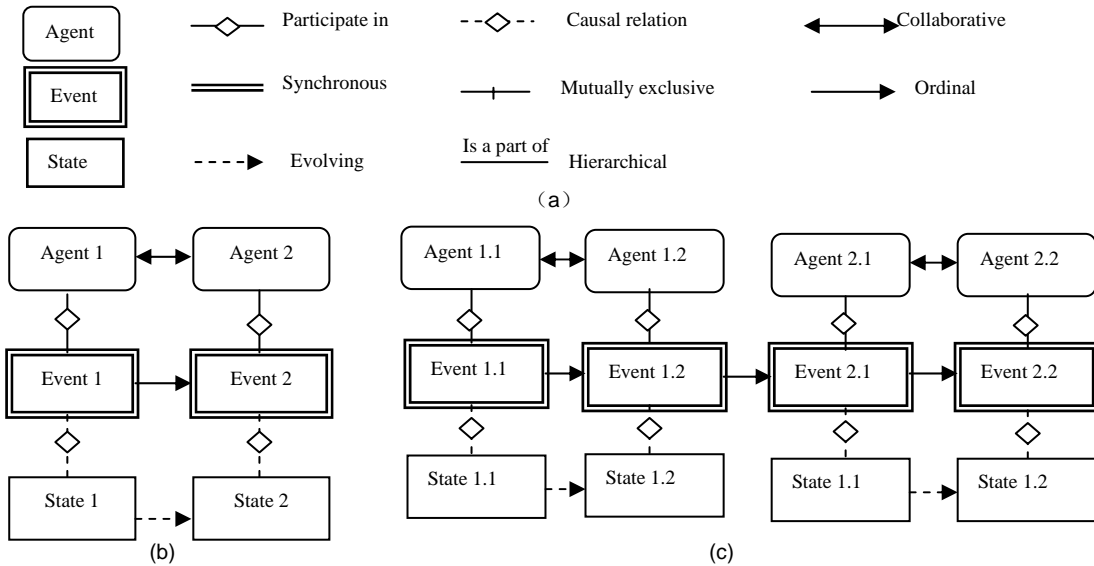 Agent
Participate in
Causal relation
Collaborative
Event
Synchronous
Mutually exclusive
Ordinal
State
Evolving
Is a part of
Hierarchical
（a）
Agent 1
Agent 2
Agent 1.1
Agent 1.2
Agent 2.1
Agent 2.2
Event 1
Event 2
Event 1.1
Event 1.2
Event 2.1
Event 2.2
State 1
State 2
State 1.1
State 1.2
State 1.1
State 1.2
(b)
(c)